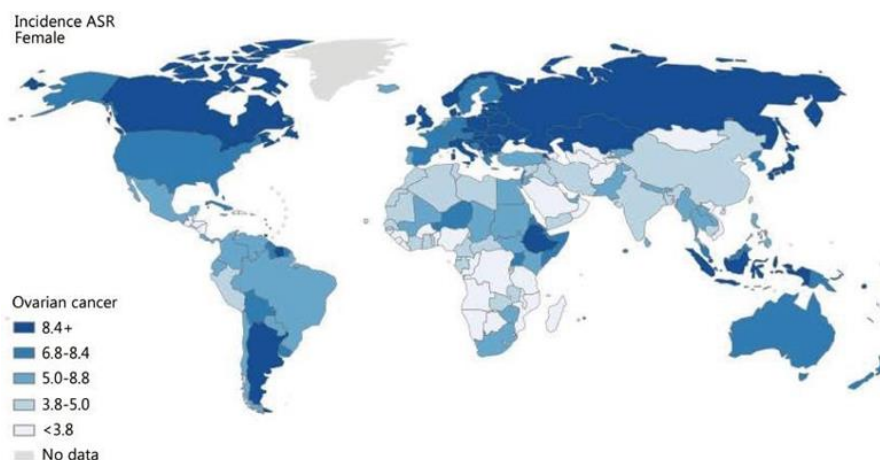 Incidence ASR
Female
Ovarian cancer
8.4+
6.8-8.4
5.0-8.8
3.8-5.0
<3.8
No data